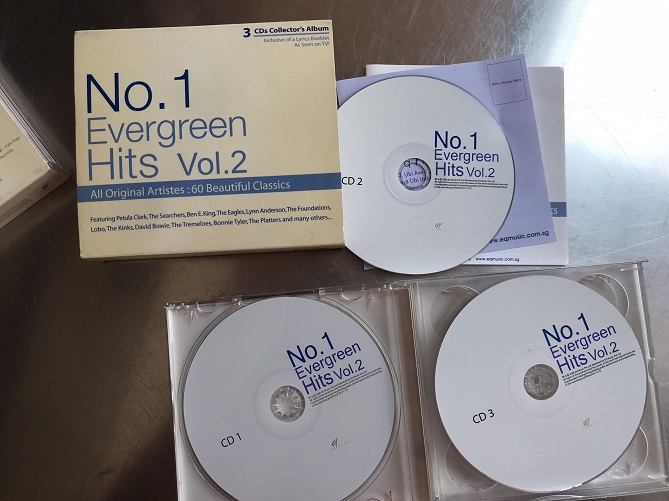 3 CDs Collector's Album
Inclusive of a Lyrics Booklet
As Seen on TV!
No.1
Evergreen
Hits Vol.2
All Original Artistes : 60 Beautiful Classics
Featuring Petula Clark, The Searchers, Ben E. King, The Eagles, Lynn Anderson, The Foundations,
Lobo, The Kinks, David Bowie, The Tremeloes, Bonnie Tyler, The Platters and many others...
No.1
Evergreen
Hits Vol.2
CD 2
www.eqmusic.com.sg
www.eqmusic.com.sg
No.1
Evergreen
Hits Vol.2
CD 1
No.1
Evergreen
Hits Vol.2
CD 3